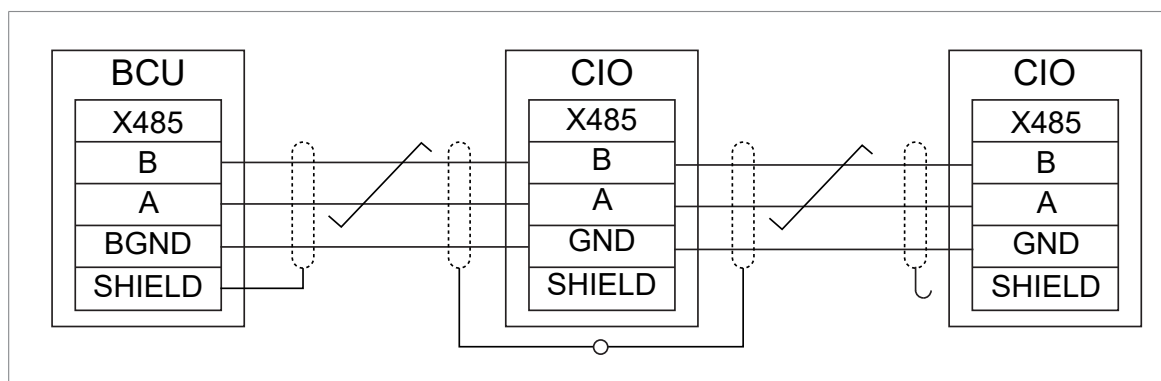 BCU
X485
B
A
BGND
SHIELD
CIO
X485
B
A
GND
SHIELD
CIO
X485
B
A
GND
SHIELD